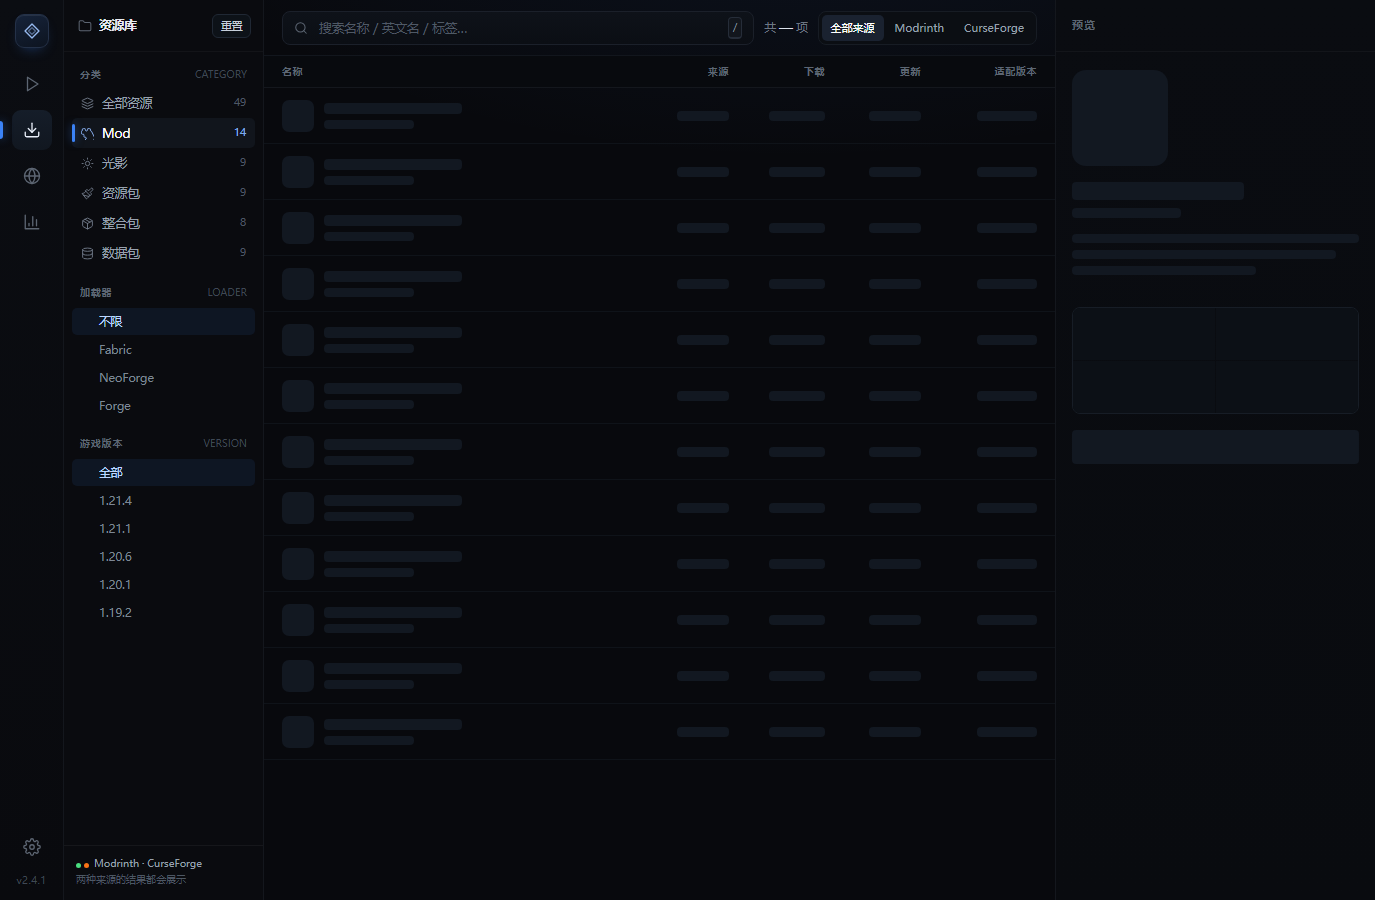 资源库
重置
分类 CATEGORY
全部资源 49
Mod 14
光影 9
资源包 9
整合包 8
数据包 9
加载器 LOADER
不限
Fabric
NeoForge
Forge
游戏版本 VERSION
全部
1.21.4
1.21.1
1.20.6
1.20.1
1.19.2
Modrinth · CurseForge
两种来源的结果都会展示
v2.4.1
搜索名称 / 英文名 / 标签... /
共 — 项
全部来源 Modrinth CurseForge
名称 来源 下载 更新 适配版本
预览